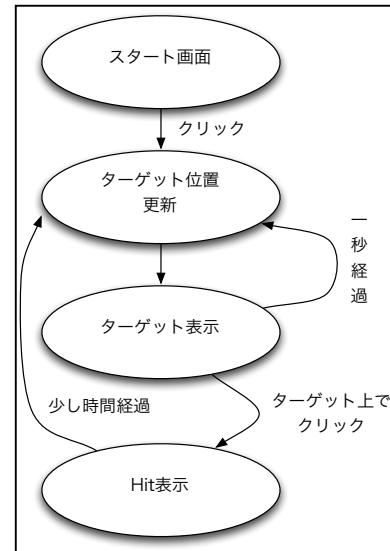 スタート画面
クリック
ターゲット位置
更新
一秒経過
ターゲット表示
少し時間経過
ターゲット上で
クリック
Hit表示